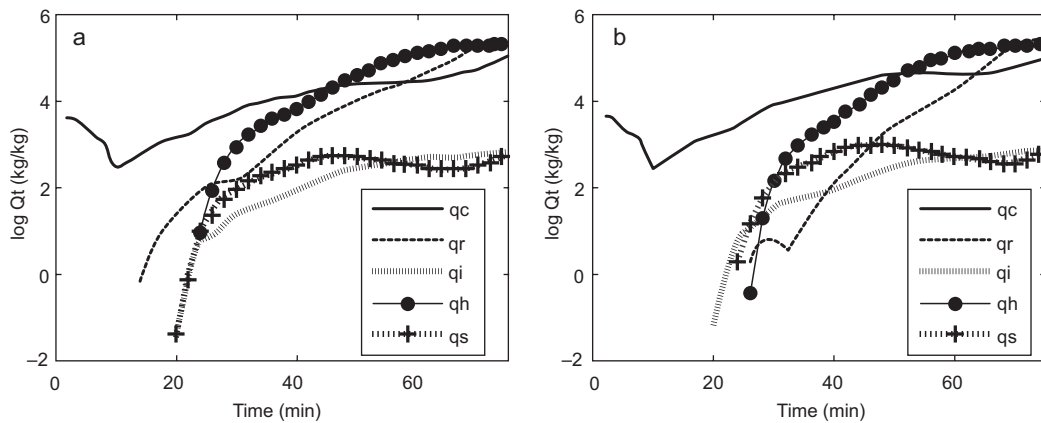 a
log Qt (kg/kg)
6
4
2
0
–2
qc
qr
qi
qh
qs
0 20 40 60
Time (min)
b
log Qt (kg/kg)
6
4
2
0
–2
qc
qr
qi
qh
qs
0 20 40 60
Time (min)